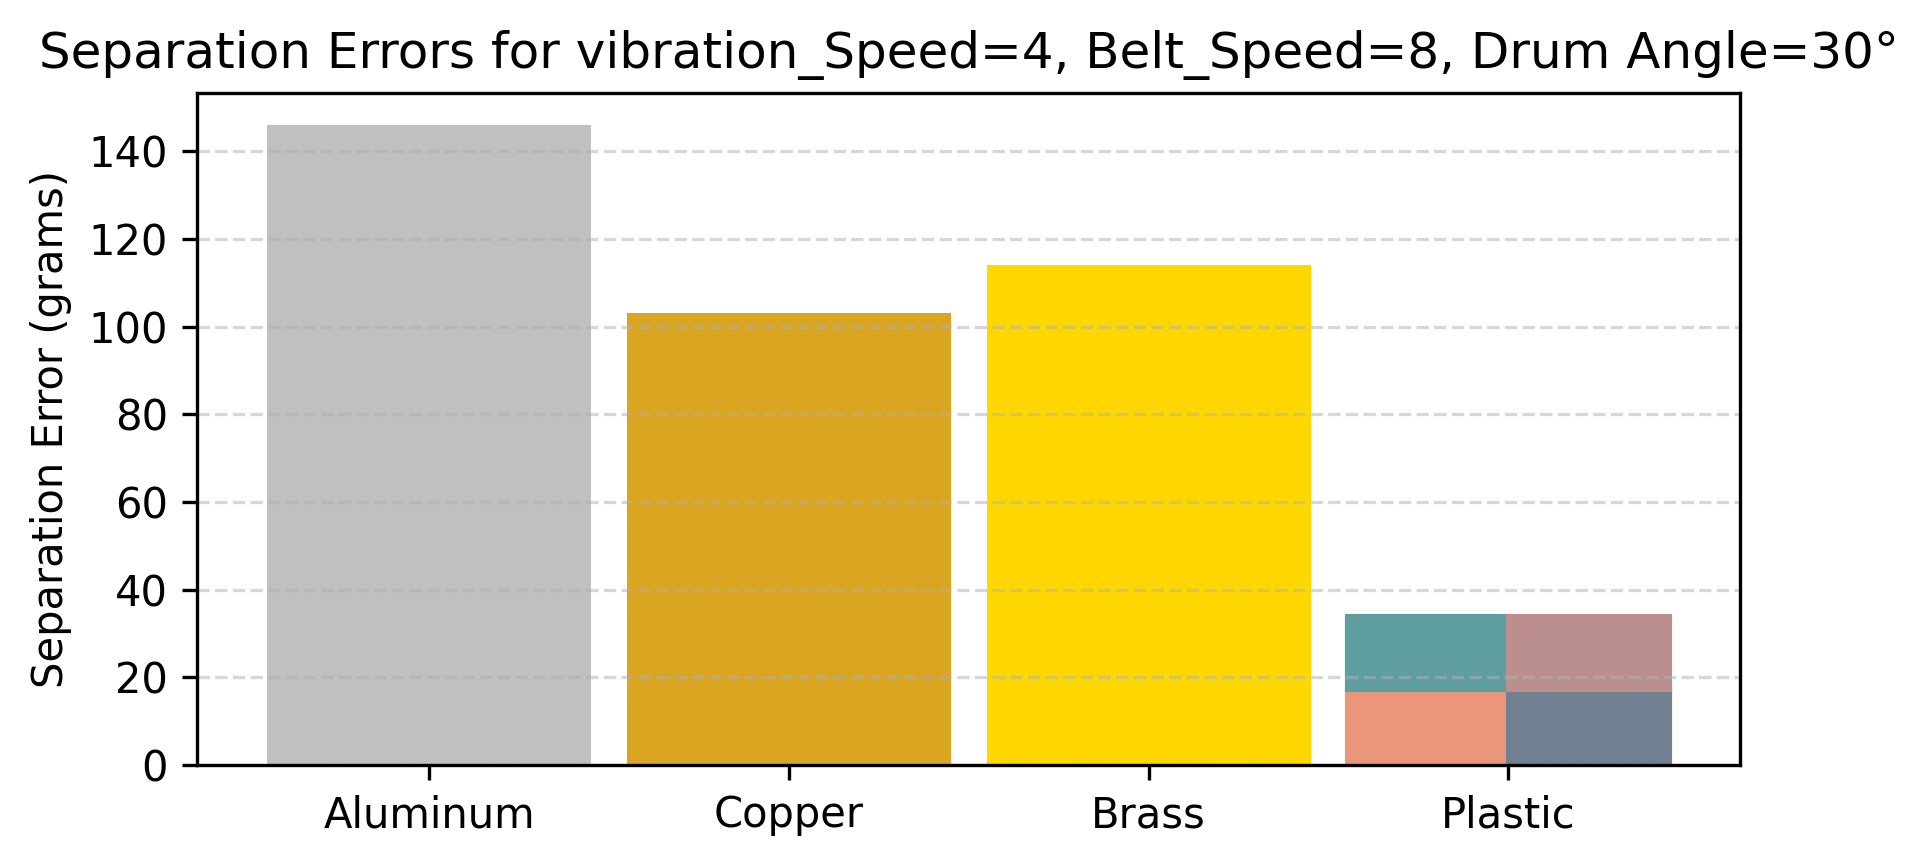 Separation Errors for vibration_Speed=4, Belt_Speed=8, Drum Angle=30°
Separation Error (grams)
140
120
100
80
60
40
20
0
Aluminum
Copper
Brass
Plastic